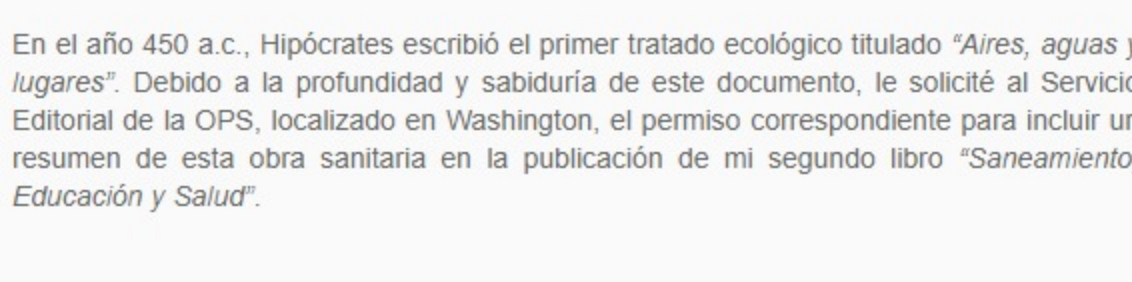 En el año 450 a.c., Hipócrates escribió el primer tratado ecológico titulado “Aires, aguas y
lugares”. Debido a la profundidad y sabiduría de este documento, le solicité al Servicio
Editorial de la OPS, localizado en Washington, el permiso correspondiente para incluir un
resumen de esta obra sanitaria en la publicación de mi segundo libro “Saneamiento
Educación y Salud”.